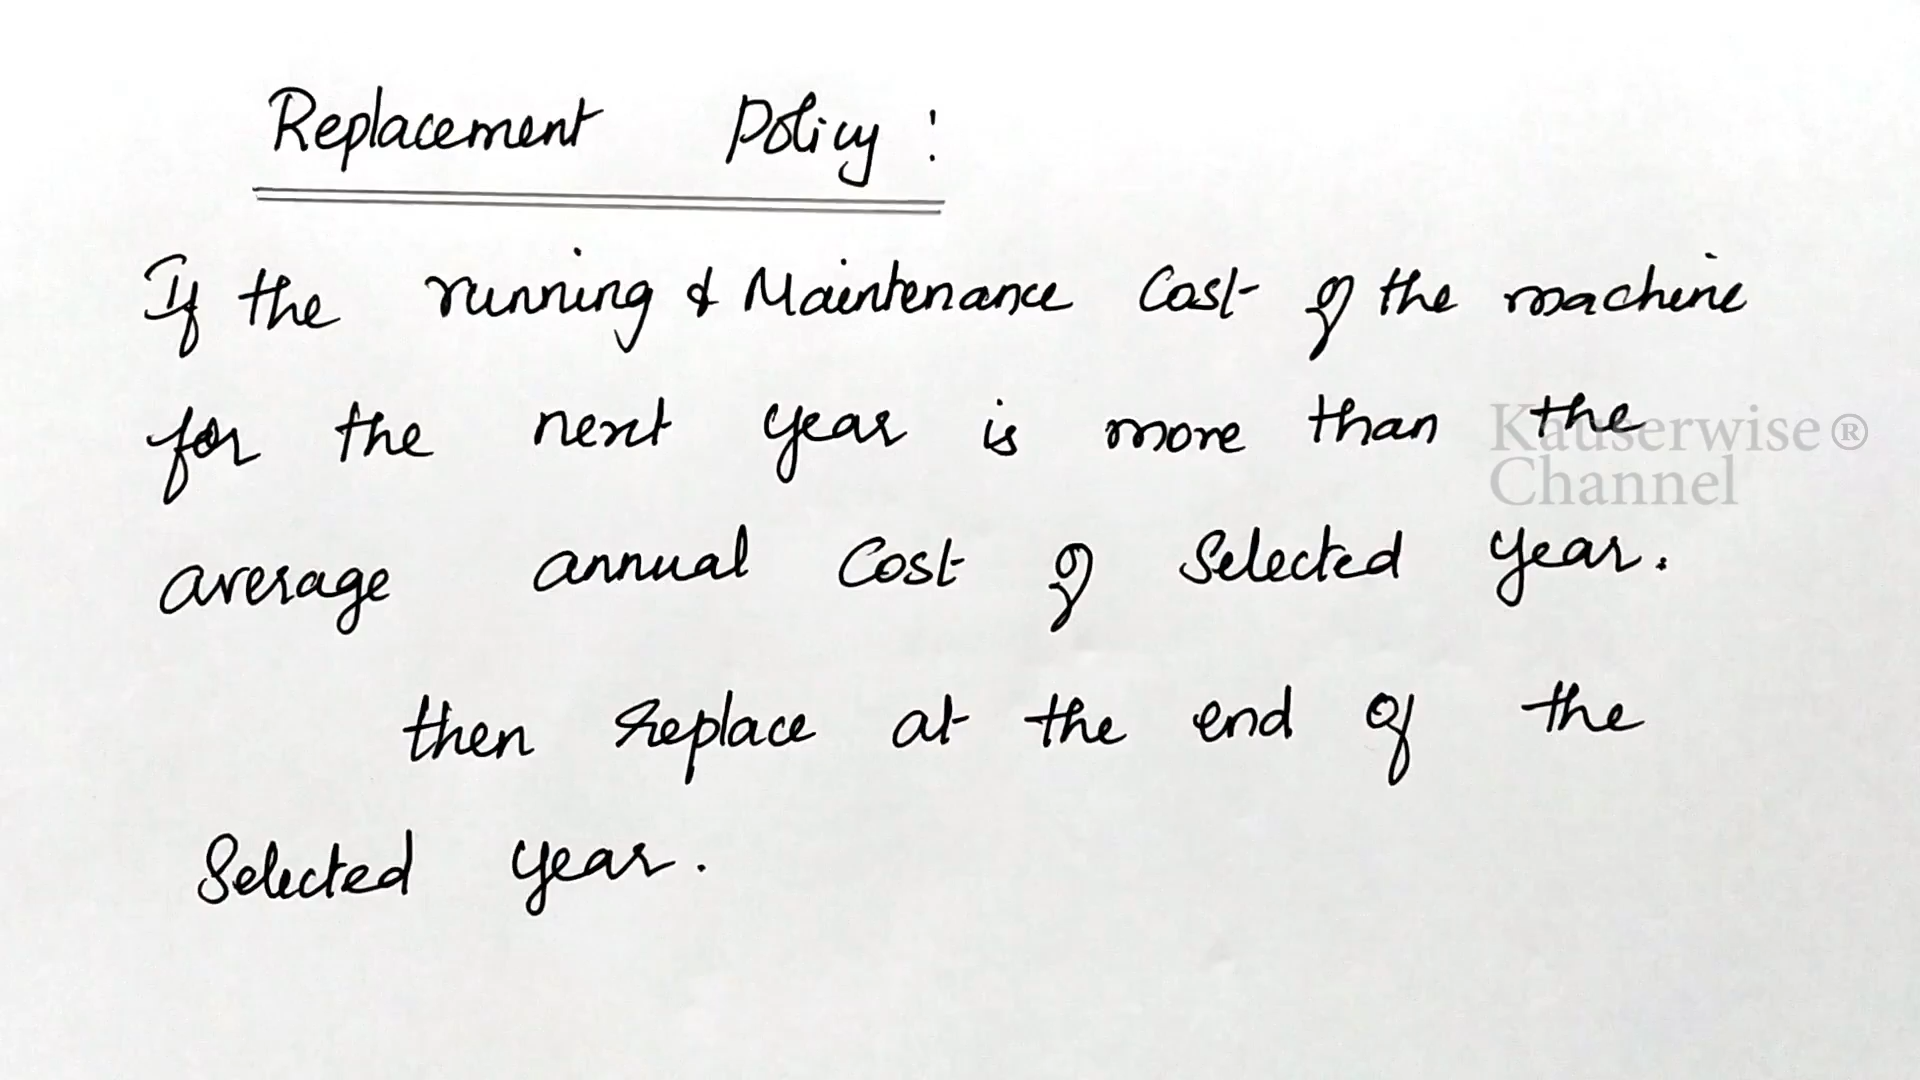 Replacement Policy :
If the running & Maintenance Cost of the machine
for the next year is more than the
average annual Cost of Selected year.
then replace at the end of the
Selected year.
Kauserwise®
Channel